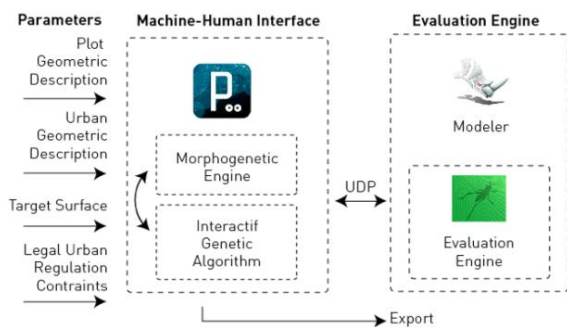 Parameters
Plot
Geometric
Description
Urban
Geometric
Description
Target Surface
Legal Urban
Regulation
Contraints
Machine-Human Interface
P
Morphogenetic
Engine
Interactif
Genetic
Algorithm
UDP
Evaluation Engine
Modeler
Evaluation
Engine
Export